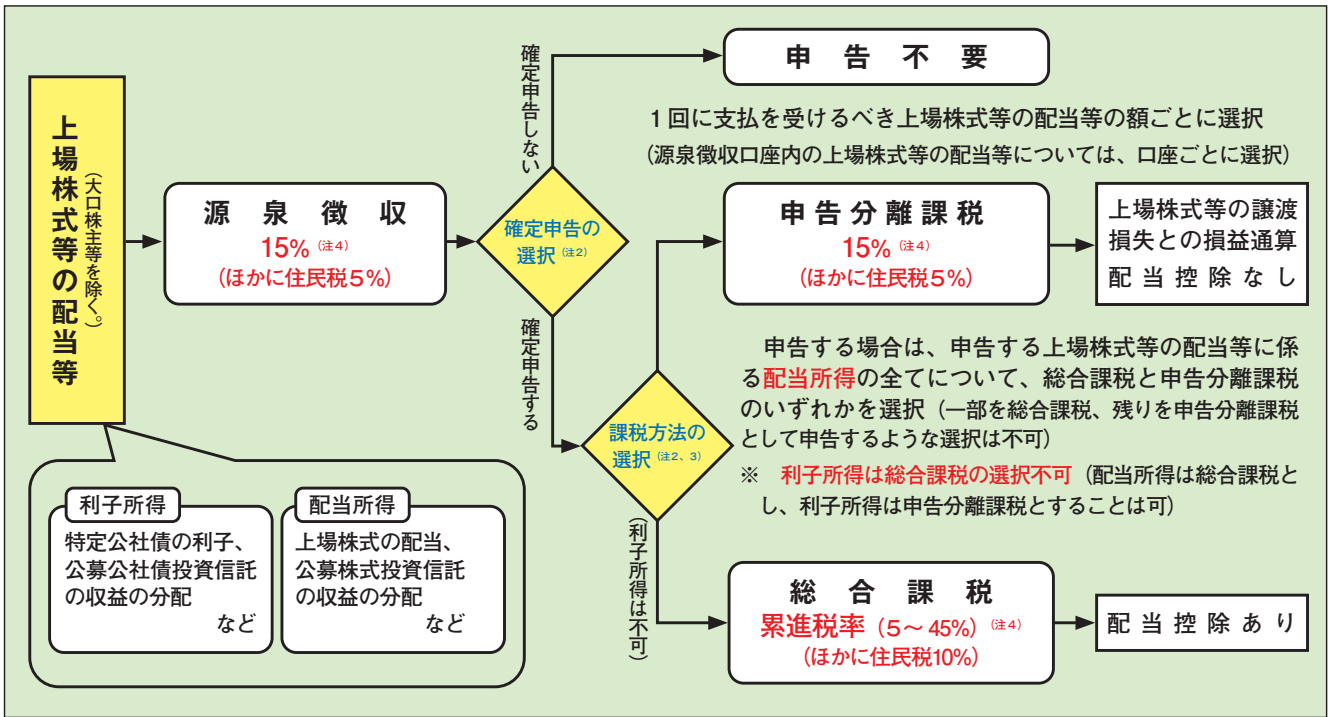 上場株式等の配当等
(大口株主等を除く。)
源泉徴収
15%(注4)
(ほかに住民税5%)
確定申告しない
確定申告の
選択(注2)
確定申告する
申告不要
1回に支払を受けるべき上場株式等の配当等の額ごとに選択
(源泉徴収口座内の上場株式等の配当等については、口座ごとに選択)
申告分離課税
15%(注4)
(ほかに住民税5%)
上場株式等の譲渡
損失との損益通算
配当控除なし
課税方法の
選択(注2、3)
申告する場合は、申告する上場株式等の配当等に係
る配当所得の全てについて、総合課税と申告分離課税
のいずれかを選択(一部を総合課税、残りを申告分離課税
として申告するような選択は不可)
※ 利子所得は総合課税の選択不可(配当所得は総合課税と
し、利子所得は申告分離課税とすることは可)
(利子所得は不可)
総合課税
累進税率(5〜45%)(注4)
(ほかに住民税10%)
配当控除あり
利子所得
特定公社債の利子、
公募公社債投資信託
の収益の分配
など
配当所得
上場株式の配当、
公募株式投資信託
の収益の分配
など